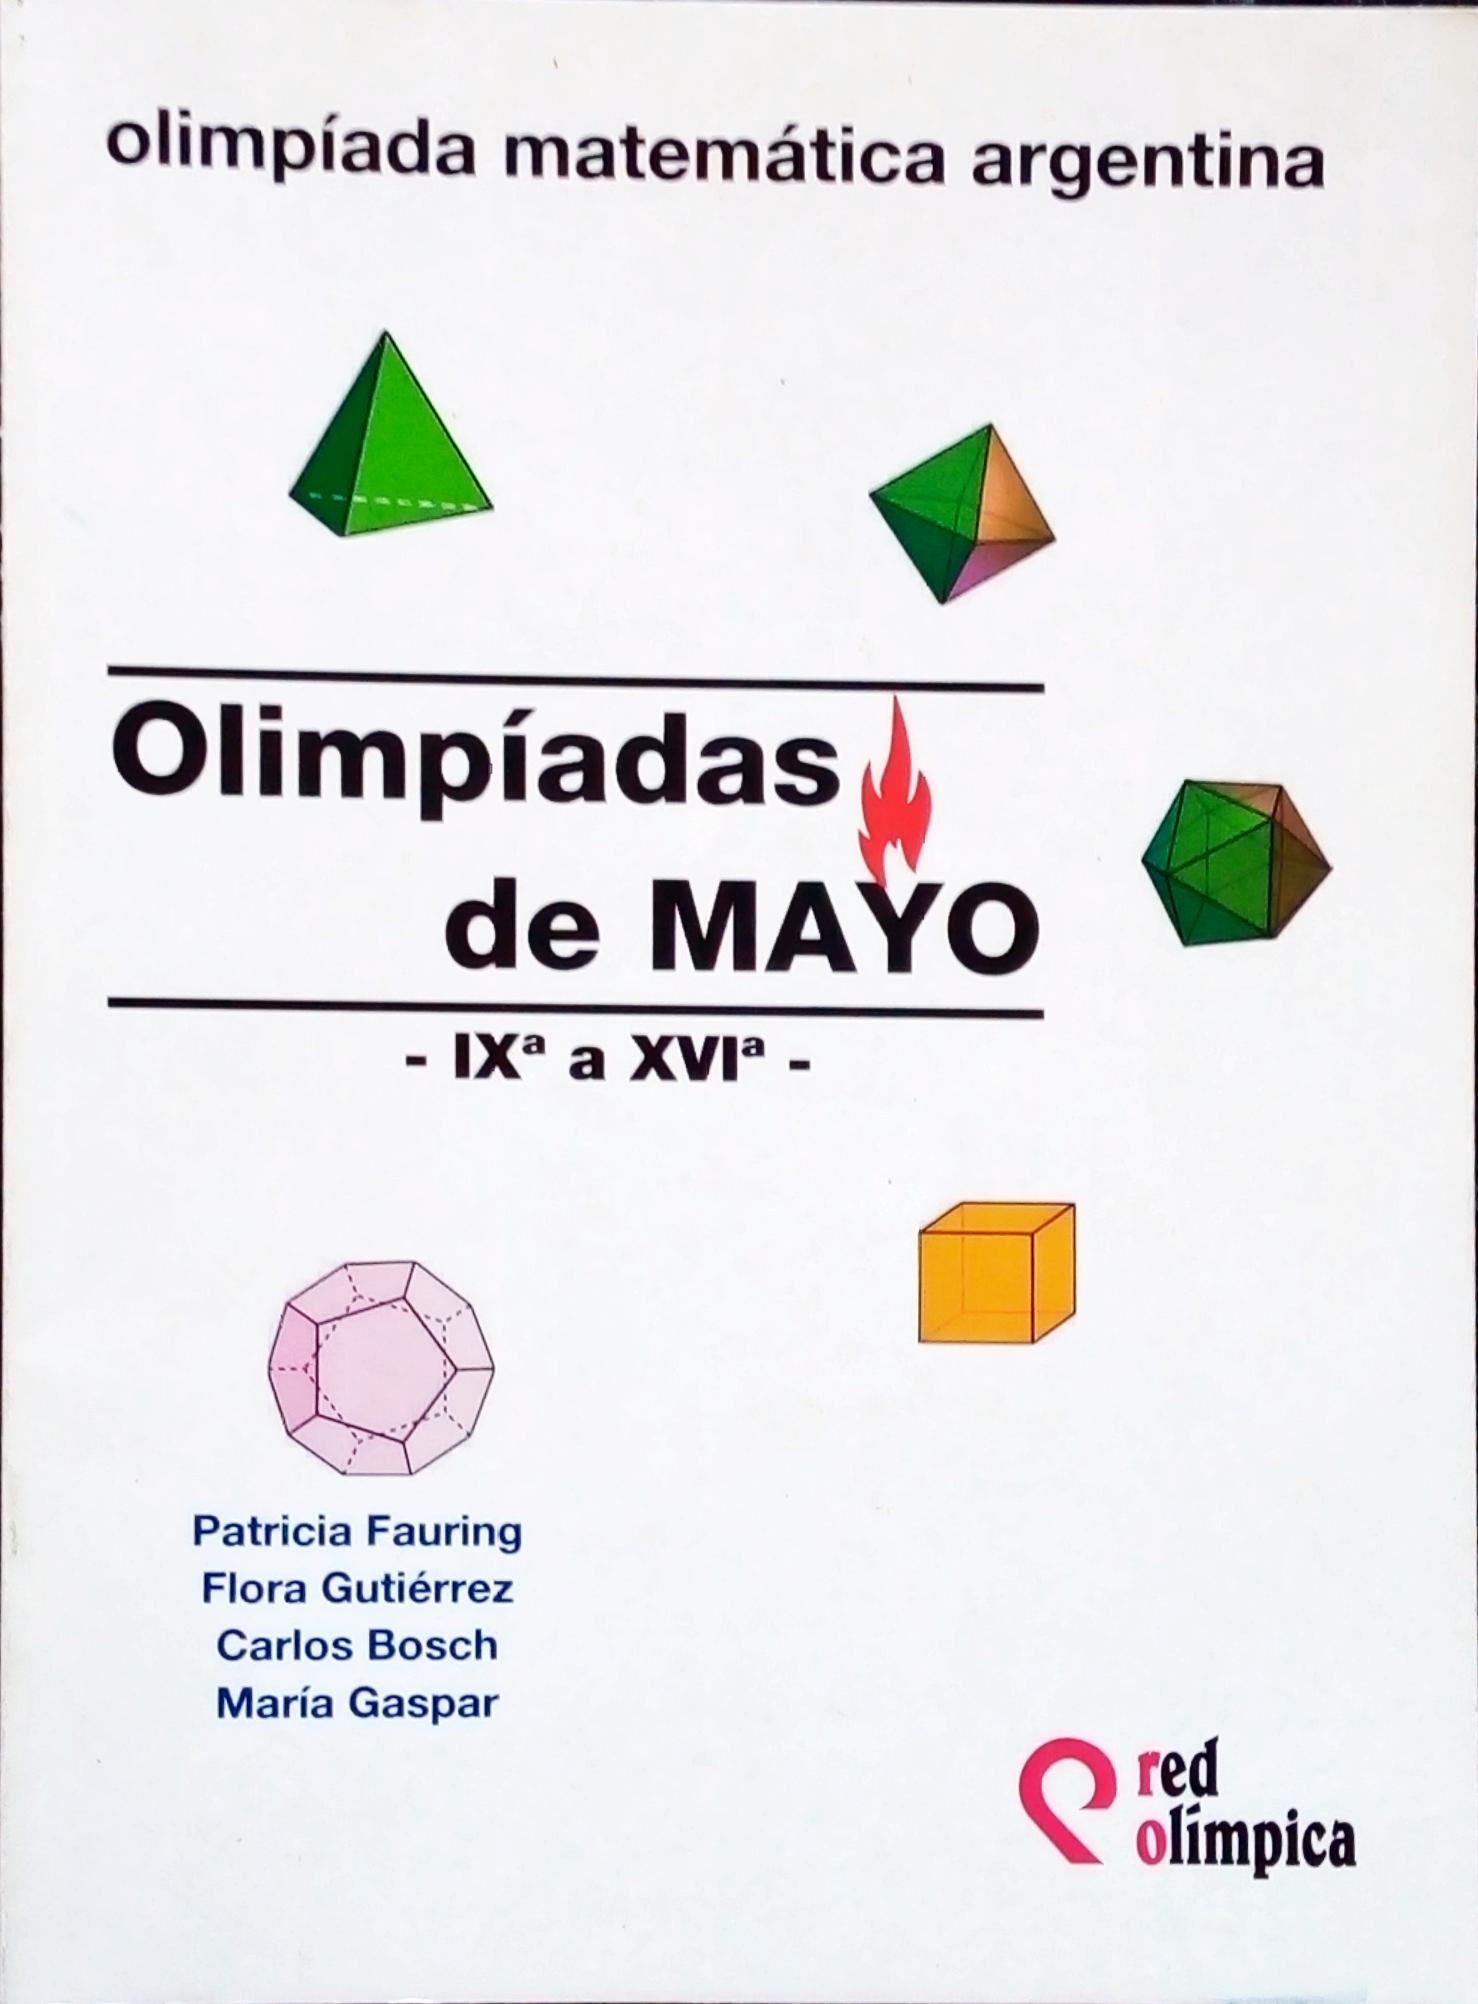 olimpíada matemática argentina
Olimpíadas
de MAYO
- IXª a XVIª -
Patricia Fauring
Flora Gutiérrez
Carlos Bosch
María Gaspar
red
olímpica